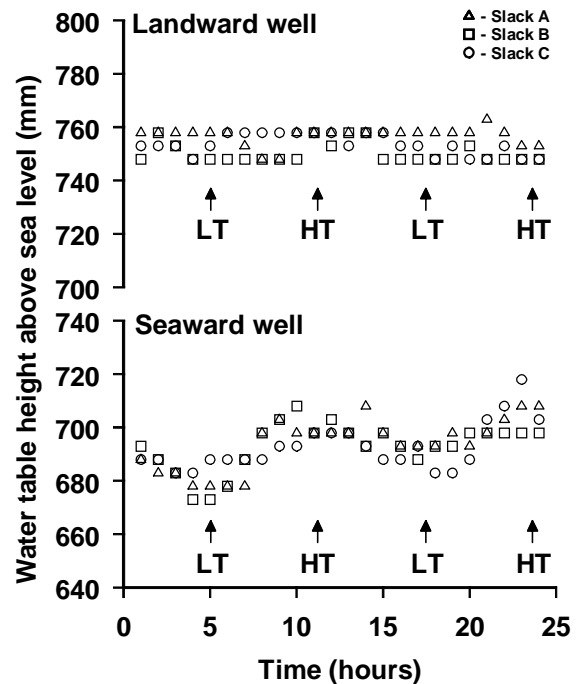 Water table height above sea level (mm)
800
780
760
740
720
700
Landward well
- Slack A
- Slack B
- Slack C
LT
HT
LT
HT
740
720
700
680
660
640
Seaward well
LT
HT
LT
HT
0
5
10
15
20
25
Time (hours)